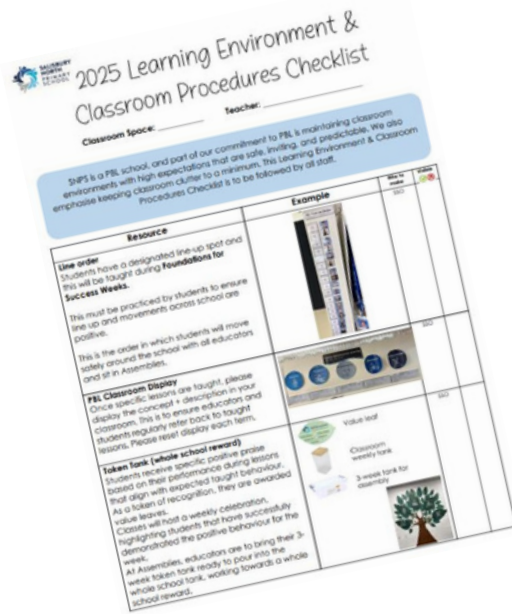 SALISBURY
NORTH
PRIMARY
SCHOOL
2025 Learning Environment &
Classroom Procedures Checklist
Classroom Space: __________ Teacher: ____________________
SNPS is a PBL school, and part of our commitment to PBL is maintaining classroom
environments with high expectations that are safe, inviting, and predictable. We also
emphasise keeping classroom clutter to a minimum. This Learning Environment & Classroom
Procedures Checklist is to be followed by all staff.
Resource
Example
Who to
make
Line order
Students have a designated line-up spot and
this will be taught during Foundations for
Success Weeks.
This must be practiced by students to ensure
line up and movements across school are
positive.
This is the order in which students will move
safely around the school with all educators
and sit in Assemblies.
SSO
PBL Classroom Display
Once specific lessons are taught, please
display the concept + description in your
classroom. This is to ensure educators and
students regularly refer back to taught
lessons. Please reset display each term.
SSO
Token Tank (whole school reward)
Students receive specific positive praise
based on their performance during lessons
that align with expected taught behaviour.
As a token of recognition, they are awarded
value leaves.
Classes will host a weekly celebration,
highlighting students that have successfully
demonstrated the positive behaviour for the
week.
At Assemblies, educators are to bring their 3-
week token tank ready to pour into the
whole school tank, working towards a whole
school reward.
Value leaf
Classroom
weekly tank
3-week tank for
assembly
SSO